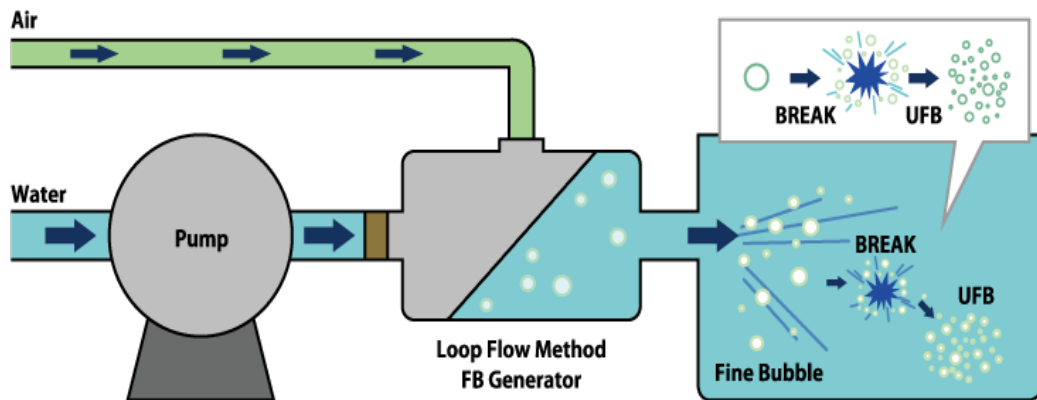 Air
BREAK
UFB
Water
Pump
BREAK
UFB
Loop Flow Method
FB Generator
Fine Bubble